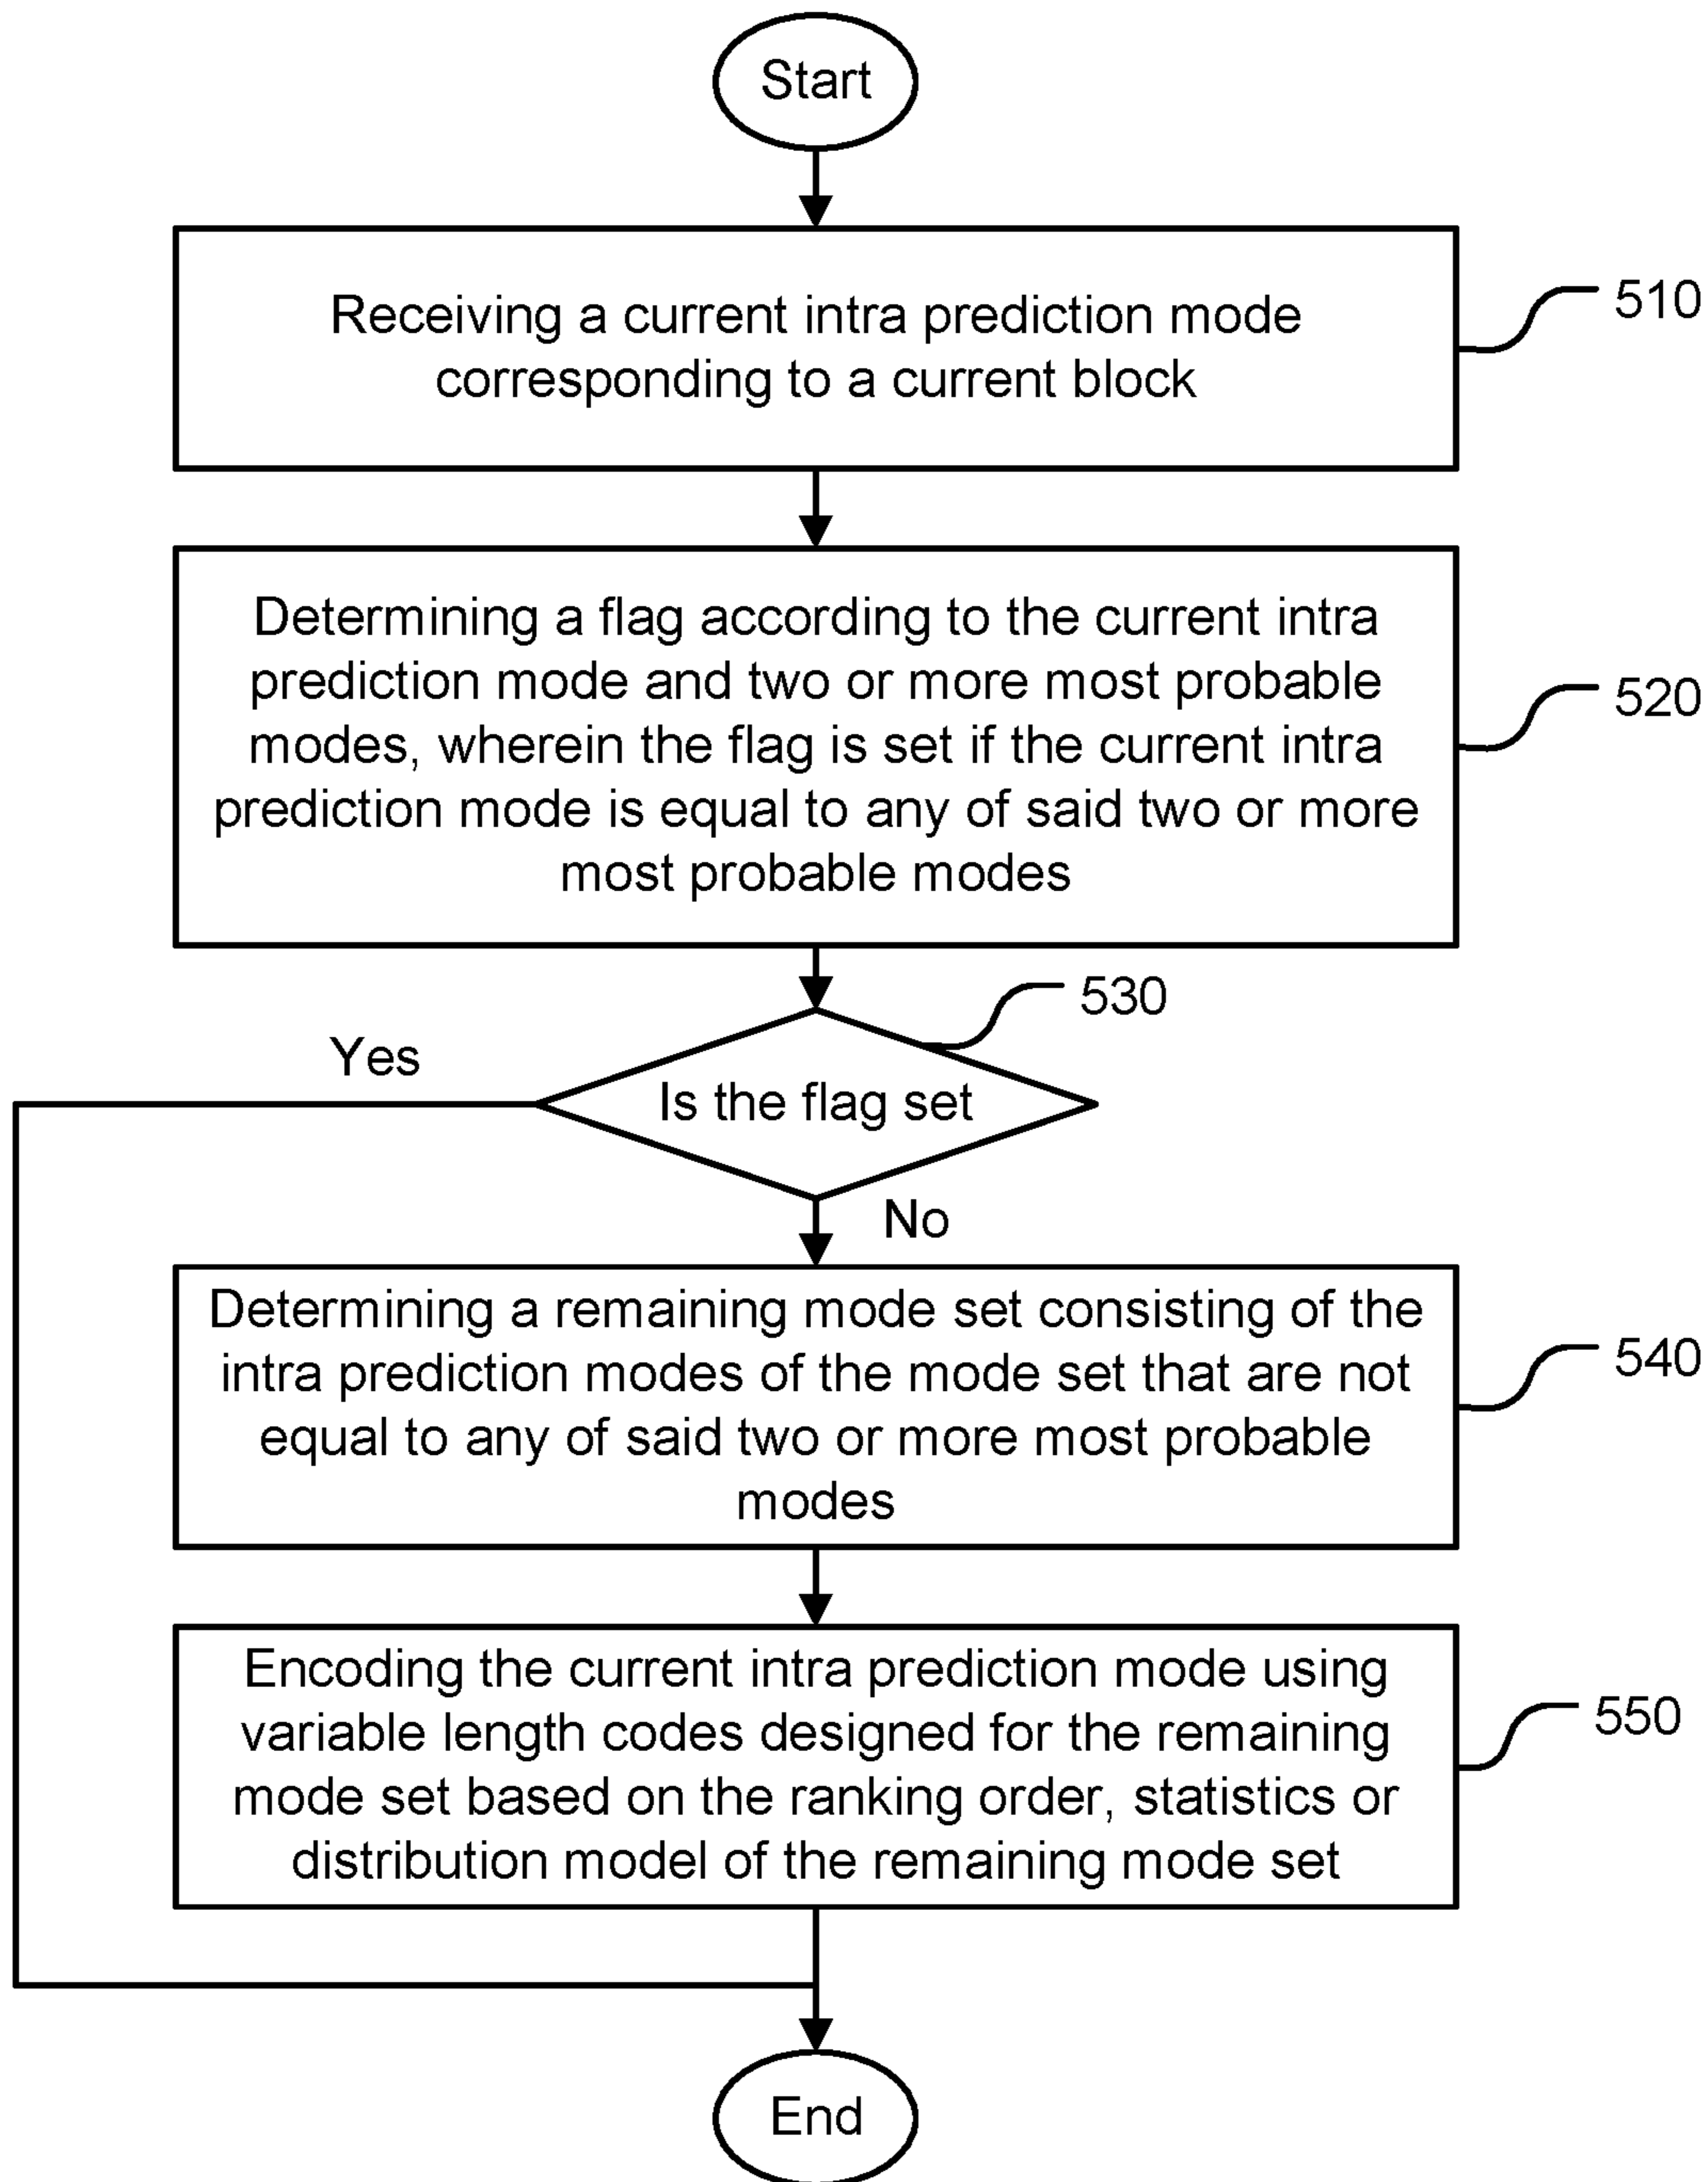 Start
Receiving a current intra prediction mode
corresponding to a current block
510
Determining a flag according to the current intra
prediction mode and two or more most probable
modes, wherein the flag is set if the current intra
prediction mode is equal to any of said two or more
most probable modes
520
530
Yes
Is the flag set
No
Determining a remaining mode set consisting of the
intra prediction modes of the mode set that are not
equal to any of said two or more most probable
modes
540
Encoding the current intra prediction mode using
variable length codes designed for the remaining
mode set based on the ranking order, statistics or
distribution model of the remaining mode set
550
End